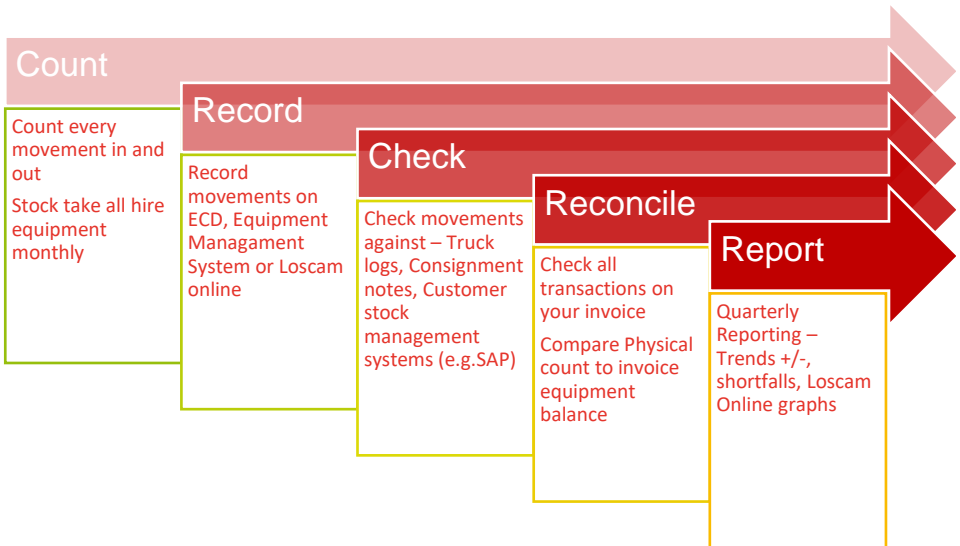 Count
Count every
movement in and
out
Stock take all hire
equipment
monthly
Record
Record
movements on
ECD, Equipment
Managament
System or Loscam
online
Check
Check movements
against – Truck
logs, Consignment
notes, Customer
stock
management
systems (e.g.SAP)
Reconcile
Check all
transactions on
your invoice
Compare Physical
count to invoice
equipment
balance
Report
Quarterly
Reporting –
Trends +/-,
shortfalls, Loscam
Online graphs